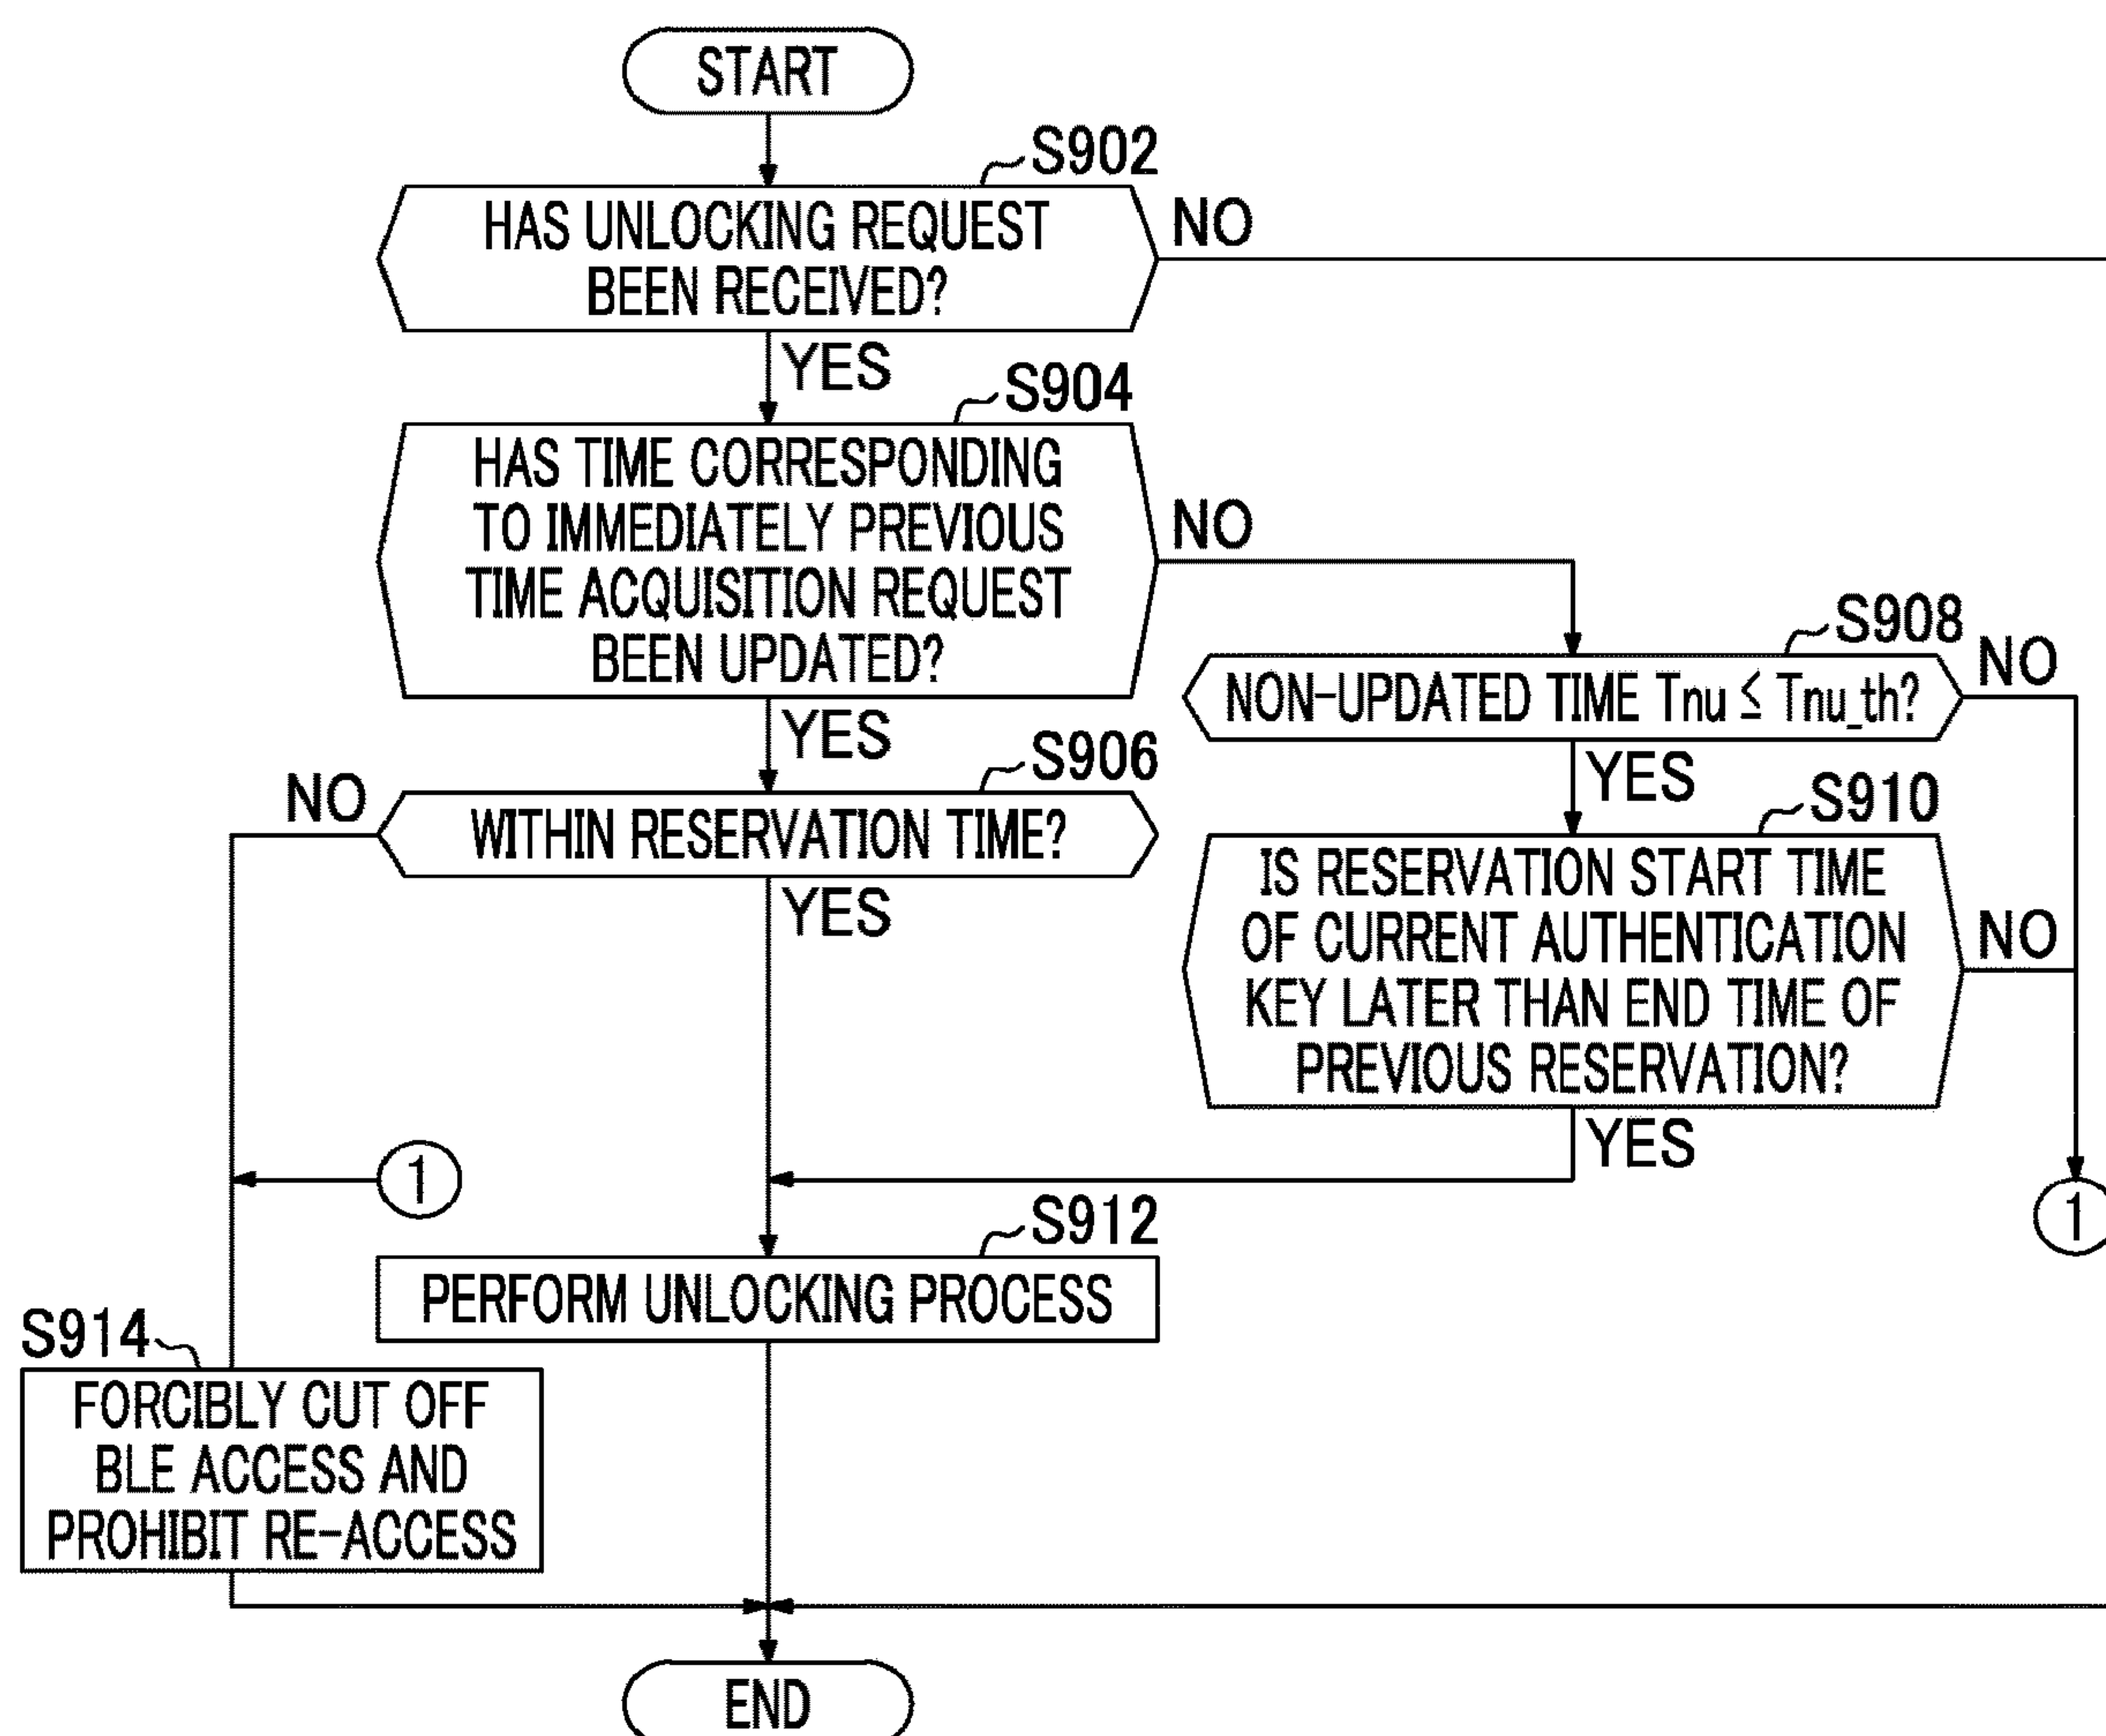 START
S902
HAS UNLOCKING REQUEST
BEEN RECEIVED?
NO
YES
S904
HAS TIME CORRESPONDING
TO IMMEDIATELY PREVIOUS
TIME ACQUISITION REQUEST
BEEN UPDATED?
NO
YES
S908
NON-UPDATED TIME Tnu ≦ Tnu_th?
NO
YES
S906
WITHIN RESERVATION TIME?
NO
YES
S910
IS RESERVATION START TIME
OF CURRENT AUTHENTICATION
KEY LATER THAN END TIME OF
PREVIOUS RESERVATION?
NO
YES
1
1
S912
PERFORM UNLOCKING PROCESS
S914
FORCIBLY CUT OFF
BLE ACCESS AND
PROHIBIT RE-ACCESS
END